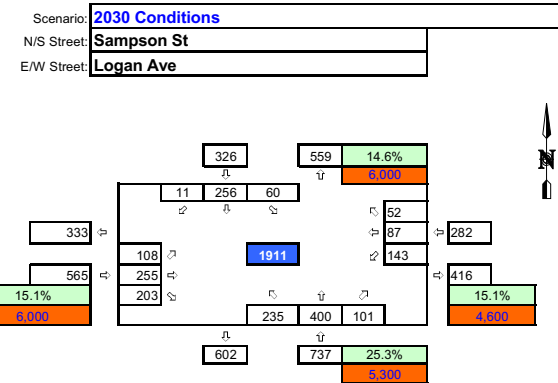 Scenario: 2030 Conditions
N/S Street: Sampson St
E/W Street: Logan Ave
N
326 559 14.6%
⇩ ⇧ 6,000
11 256 60
⬃ ⇩ ⬂
⬁ 52
333 ⇦ ⇦ 87 ⇦ 282
108 ⬀ 1911 ⬃ 143
565 ⇨ 255 ⇨ ⇨ 416
15.1% 203 ⬂ ⬁ ⇧ ⬀ 15.1%
6,000 235 400 101 4,600
⇩ ⇧
602 737 25.3%
5,300